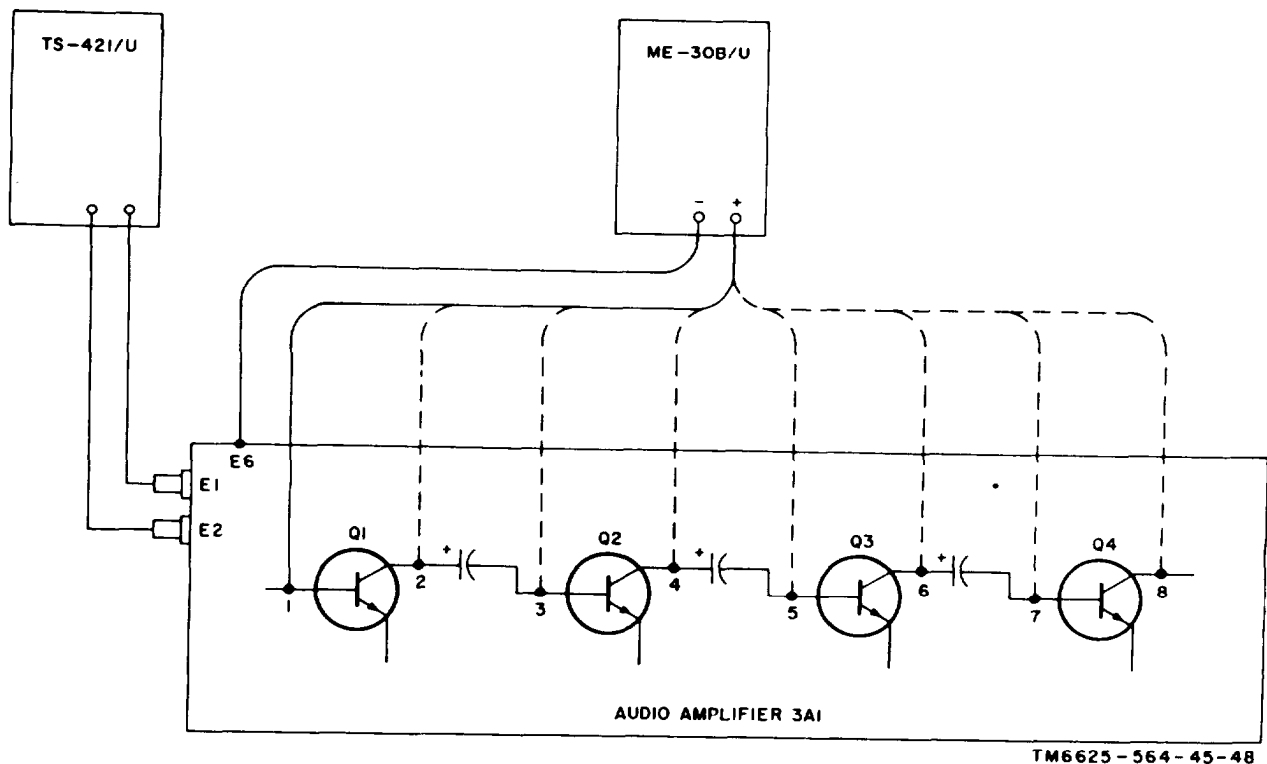 TS-421/U
ME-30B/U
- +
E6
E1
E2
Q1
Q2
Q3
Q4
+
+
+
1
2
3
4
5
6
7
8
AUDIO AMPLIFIER 3A1
TM6625-564-45-48